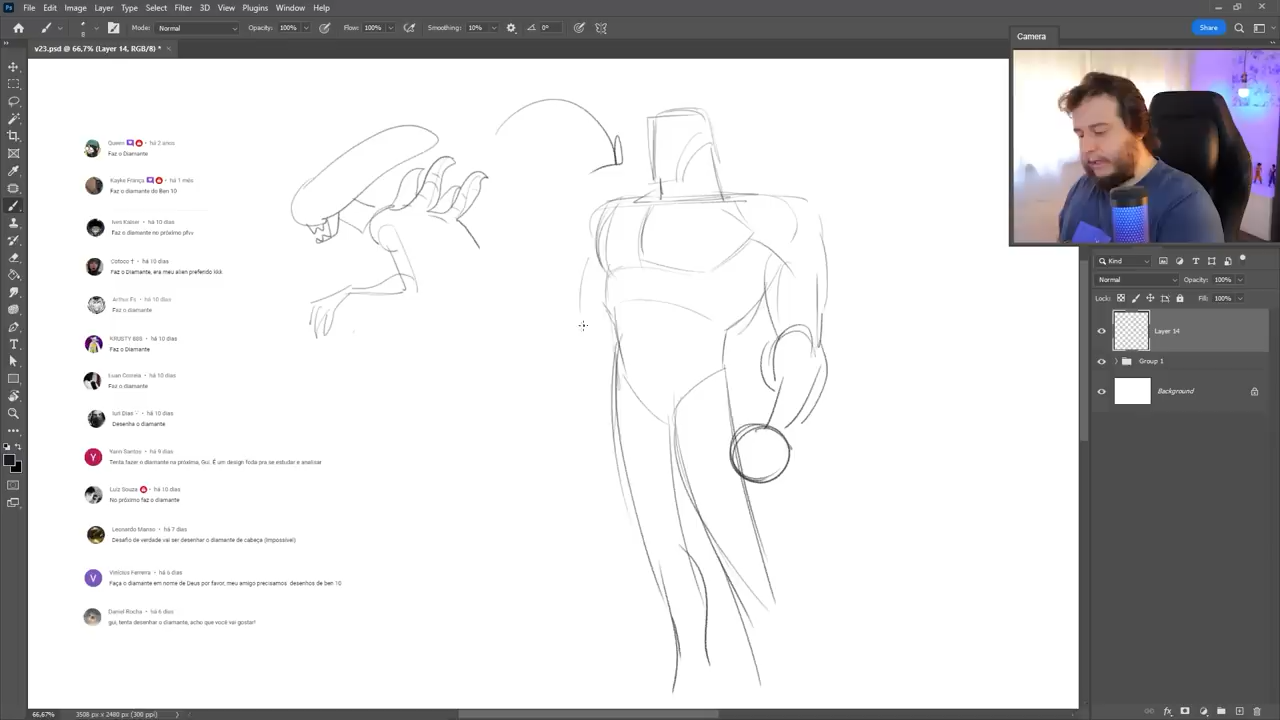 File Edit Image Layer Type Select Filter 3D View Plugins Window Help
Mode: Normal Opacity: 100% Flow: 100% Smoothing: 10% 0° Share
v23.psd @ 66,7% (Layer 14, RGB/8) *
Camera
Queen • há 2 anos
Faz o Diamante
Kayke França • há 1 mês
Faz o diamante do Ben 10
• há 10 dias
Faz o diamente no próximo pfvv
• há 10 dias
Faz o Diamante, era meu alien preferido kkk
• há 10 dias
Faz o diamante
KRUSTY • há 10 dias
Faz o Diamante
Luan Correia • há 10 dias
Faz o diamante
Iuri Dias • há 10 dias
Desenha o diamante
Yann Santos • há 9 dias
Tenta fazer o diamante na próxima, Gui. É um design foda pra se estudar e analisar
Luiz Souza • há 10 dias
No próximo faz o diamante
Leonardo Manso • há 7 dias
Desafio de verdade vai ser desenhar o diamante de cabeça (impossível)
Vinícius Ferreira • há 6 dias
Faça o diamante em nome de Deus por favor, meu amigo precisamos desenhos de ben 10
Daniel Rocha • há 6 dias
gui, tenta desenhar o diamante, acho que você vai gostar!
Y
V
Kind
Normal 100%
Lock: Fill: 100%
Layer 14
Group 1
Background
66,67% 3508 px x 2480 px (300 ppi)